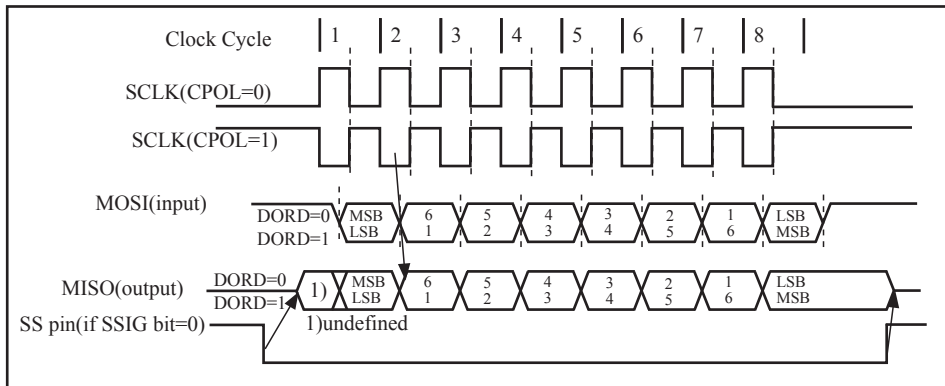 Clock Cycle 1 2 3 4 5 6 7 8
SCLK(CPOL=0)
SCLK(CPOL=1)
MOSI(input)
DORD=0 MSB 6 5 4 3 2 1 LSB
DORD=1 LSB 1 2 3 4 5 6 MSB
MISO(output)
DORD=0 1) MSB 6 5 4 3 2 1 LSB
DORD=1 LSB 1 2 3 4 5 6 MSB
SS pin(if SSIG bit=0) 1)undefined